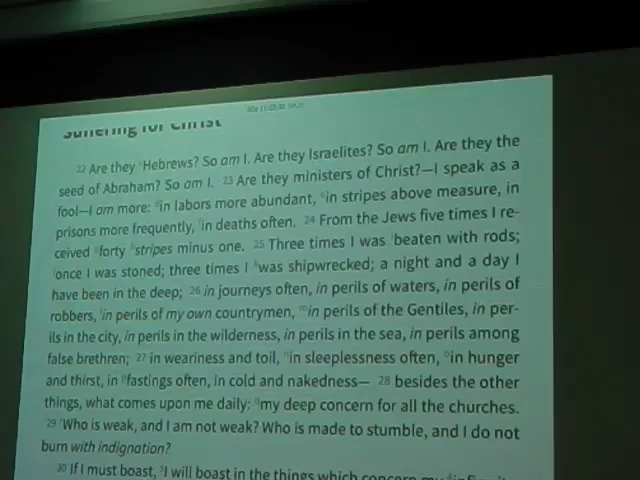 Suffering for Christ
22 Are they Hebrews? So am I. Are they Israelites? So am I. Are they the
seed of Abraham? So am I. 23 Are they ministers of Christ?—I speak as a
fool—I am more: in labors more abundant, in stripes above measure, in
prisons more frequently, in deaths often. 24 From the Jews five times I re-
ceived forty stripes minus one. 25 Three times I was beaten with rods;
once I was stoned; three times I was shipwrecked; a night and a day I
have been in the deep; 26 in journeys often, in perils of waters, in perils of
robbers, in perils of my own countrymen, in perils of the Gentiles, in per-
ils in the city, in perils in the wilderness, in perils in the sea, in perils among
false brethren; 27 in weariness and toil, in sleeplessness often, in hunger
and thirst, in fastings often, in cold and nakedness— 28 besides the other
things, what comes upon me daily: my deep concern for all the churches.
29 Who is weak, and I am not weak? Who is made to stumble, and I do not
burn with indignation?
30 If I must boast, I will boast in the things which concern my